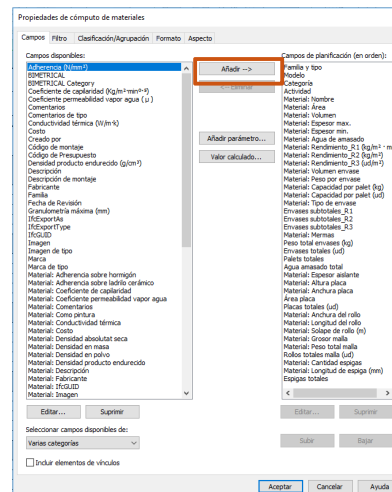 Propiedades de cómputo de materiales
Campos Filtro Clasificación/Agrupación Formato Aspecto
Campos disponibles:
Adherencia (N/mm²)
BIMETRICAL
BIMETRICAL Category
Coeficiente de capilaridad (Kg/m²·min⁰·⁵)
Coeficiente permeabilidad vapor agua ( μ )
Comentarios
Comentarios de tipo
Conductividad térmica (W/m·k)
Costo
Creado por
Código de montaje
Código de Presupuesto
Densidad producto endurecido (g/cm³)
Descripción
Descripción de montaje
Fabricante
Familia
Fecha de Revisión
Granulometría máxima (mm)
IfcExportAs
IfcExportType
IfcGUID
Imagen
Imagen de tipo
Marca
Marca de tipo
Material: Adherencia sobre hormigón
Material: Adherencia sobre ladrilo cerámico
Material: Coeficiente de capilaridad
Material: Coeficiente permeabilidad vapor agua
Material: Comentarios
Material: Como pintura
Material: Conductividad térmica
Material: Costo
Material: Densidad absolutat seca
Material: Densidad en masa
Material: Densidad en polvo
Material: Densidad producto endurecido
Material: Descripción
Material: Fabricante
Material: IfcGUID
Material: Imagen
Editar... Suprimir
Seleccionar campos disponibles de:
Varias categorías
Incluir elementos de vínculos
Añadir -->
<-- Eliminar
Añadir parámetro...
Valor calculado...
Campos de planificación (en orden):
Familia y tipo
Modelo
Categoría
Actividad
Material: Nombre
Material: Área
Material: Volumen
Material: Espesor max.
Material: Espesor min.
Material: Agua de amasado
Material: Rendimiento_R1 (kg/m² · m
Material: Rendimiento_R2 (kg/m²)
Material: Rendimiento_R3 (ud/m²)
Material: Volumen envase
Material: Peso por envase
Material: Capacidad por palet (kg)
Material: Capacidad por palet (ud)
Material: Tipo de envase
Envases subtotales_R1
Envases subtotales_R2
Envases subtotales_R3
Material: Mermas
Peso total envases (kg)
Envases totales (ud)
Palets totales
Agua amasado total
Material: Espesor aislante
Material: Altura placa
Material: Anchura placa
Área placa
Placas totales (ud)
Material: Anchura del rollo
Material: Longitud del rollo
Material: Solape de rollo (m)
Material: Grosor malla
Material: Peso total malla
Rollos totales malla (ud)
Material: Cantidad espigas
Material: Longitud de espiga (mm)
Espigas totales
Editar... Suprimir
Subir Bajar
Aceptar Cancelar Ayuda